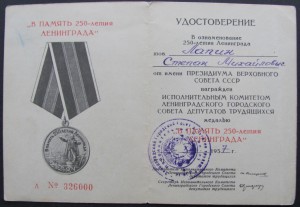 „В ПАМЯТЬ 250-летия
ЛЕНИНГРАДА"
А № 326000
УДОСТОВЕРЕНИЕ
В ознаменование
250-летия Ленинграда
Лапин
Степан Михайлович
от имени ПРЕЗИДИУМА ВЕРХОВНОГО
СОВЕТА СССР
награжден
ИСПОЛНИТЕЛЬНЫМ КОМИТЕТОМ
ЛЕНИНГРАДСКОГО ГОРОДСКОГО
СОВЕТА ДЕПУТАТОВ ТРУДЯЩИХСЯ
медалью
„В ПАМЯТЬ 250-летия
ЛЕНИНГРАДА"